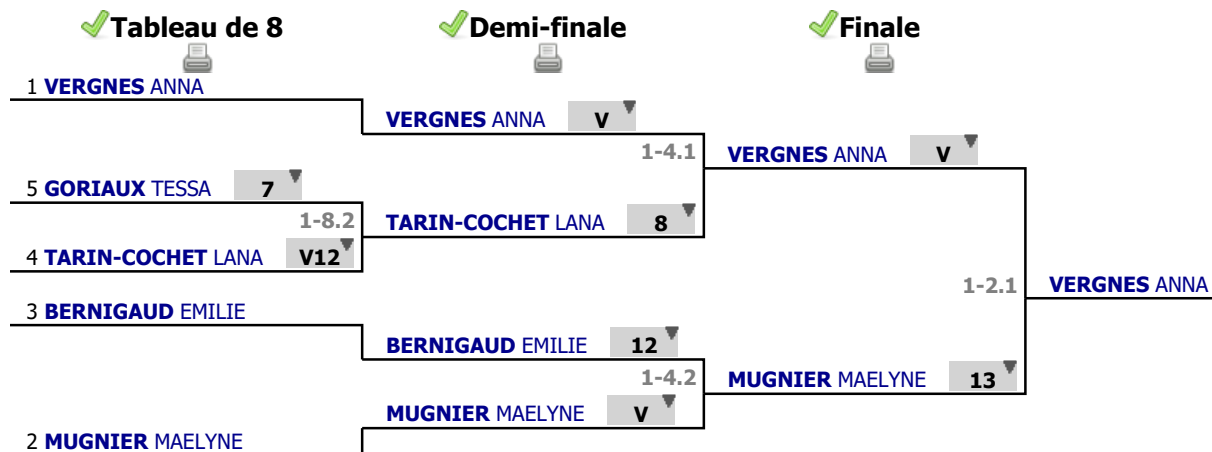 Tableau de 8 Demi-finale Finale
1 VERGNES ANNA
VERGNES ANNA V
1-4.1
VERGNES ANNA V
5 GORIAUX TESSA 7
1-8.2
TARIN-COCHET LANA 8
4 TARIN-COCHET LANA V12
1-2.1
VERGNES ANNA
3 BERNIGAUD EMILIE
BERNIGAUD EMILIE 12
1-4.2
MUGNIER MAELYNE 13
MUGNIER MAELYNE V
2 MUGNIER MAELYNE